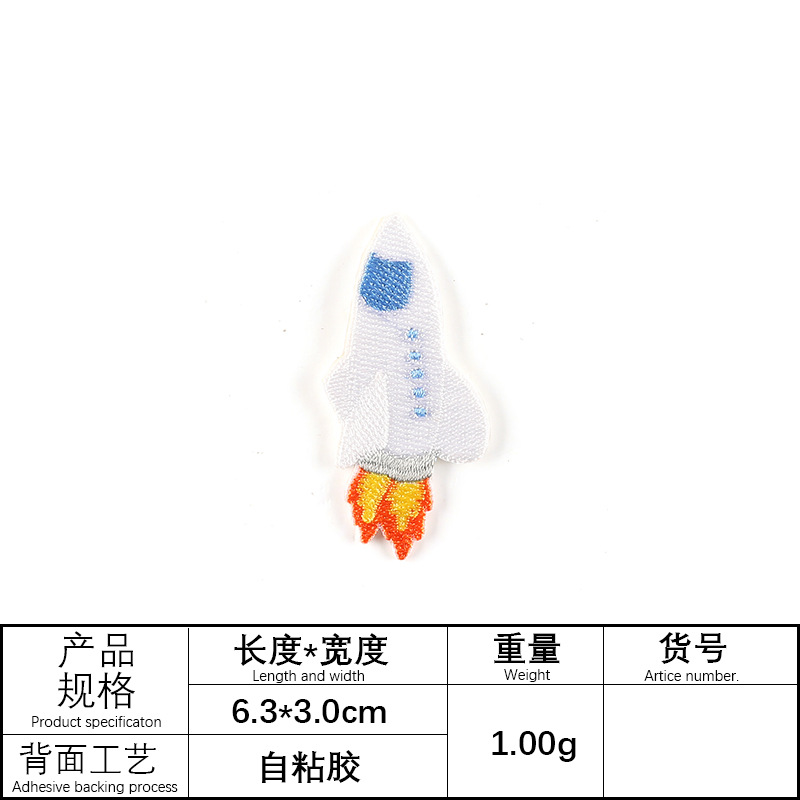 产品
规格
Product specificaton
长度*宽度
Length and width
重量
Weight
货号
Artice number.
6.3*3.0cm
1.00g
背面工艺
Adhesive backing process
自粘胶